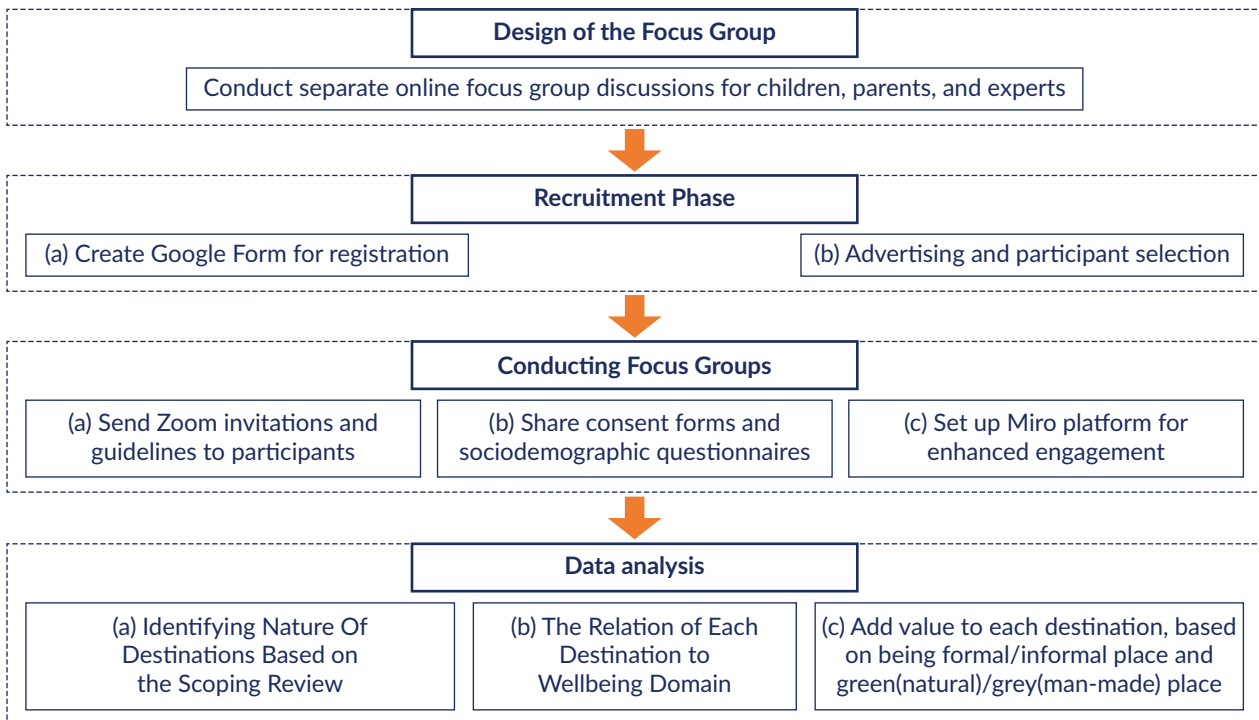 Design of the Focus Group
Conduct separate online focus group discussions for children, parents, and experts
Recruitment Phase
(a) Create Google Form for registration
(b) Advertising and participant selection
Conducting Focus Groups
(a) Send Zoom invitations and
guidelines to participants
(b) Share consent forms and
sociodemographic questionnaires
(c) Set up Miro platform for
enhanced engagement
Data analysis
(a) Identifying Nature Of
Destinations Based on
the Scoping Review
(b) The Relation of Each
Destination to
Wellbeing Domain
(c) Add value to each destination, based
on being formal/informal place and
green(natural)/grey(man-made) place